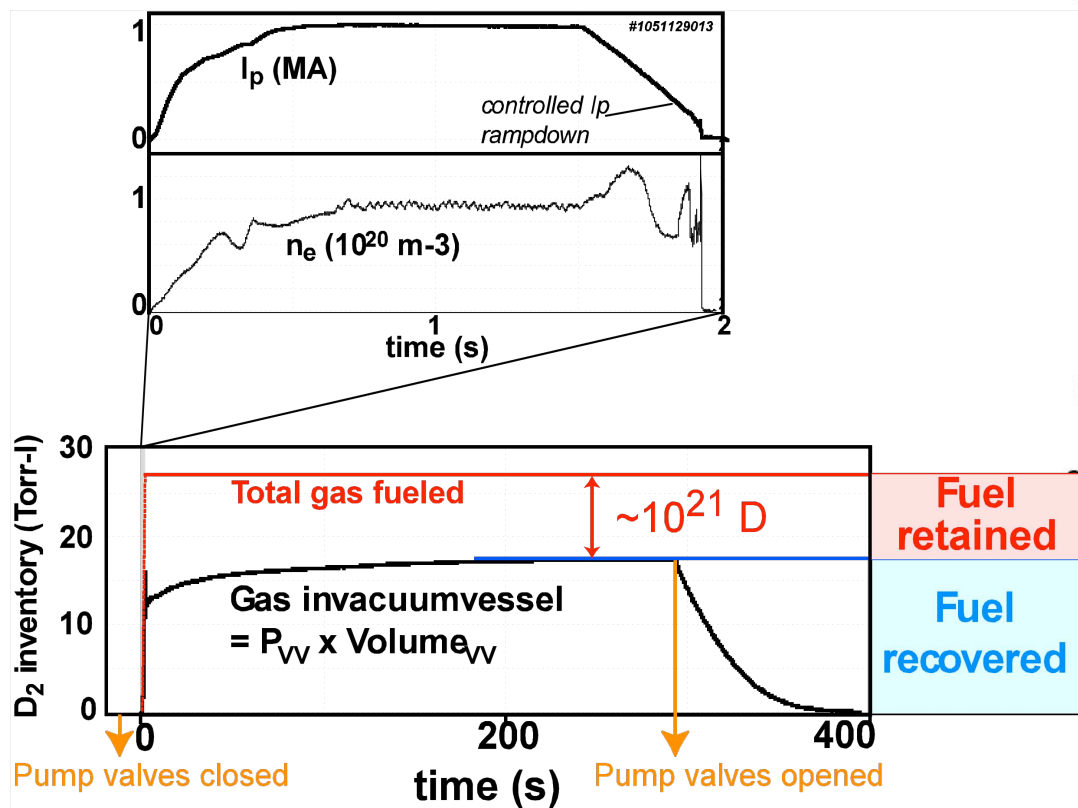 1
#1051129013
Ip (MA)
controlled Ip
rampdown
0
1
ne (10^20 m-3)
0
0 1 2
time (s)
D2 inventory (Torr-l)
30
Total gas fueled
Fuel
retained
~10^21 D
20
Gas invacuumvessel
= PVV x VolumeVV
Fuel
recovered
10
0
0 200 400
Pump valves closed
time (s)
Pump valves opened